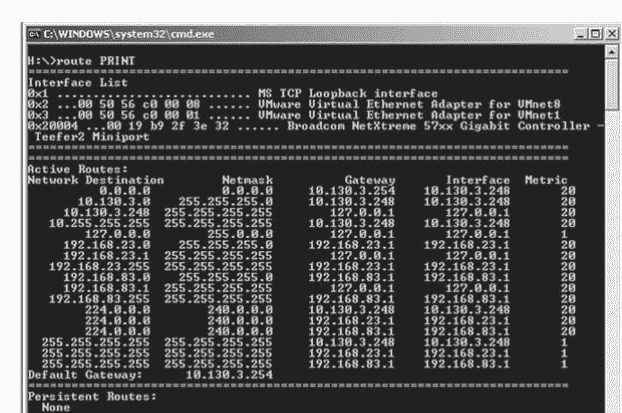 C:\WINDOWS\system32\cmd.exe
H:\>route PRINT
===========================================================================
Interface List
0x1 ........................... MS TCP Loopback interface
0x2 ...00 50 56 c0 00 08 ...... VMware Virtual Ethernet Adapter for VMnet8
0x3 ...00 50 56 c0 00 01 ...... VMware Virtual Ethernet Adapter for VMnet1
0x20004 ...00 19 b9 2f 3e 32 ...... Broadcom NetXtreme 57xx Gigabit Controller -
Teefer2 Miniport
===========================================================================
===========================================================================
Active Routes:
Network Destination Netmask Gateway Interface Metric
0.0.0.0 0.0.0.0 10.130.3.254 10.130.3.248 20
10.130.3.0 255.255.255.0 10.130.3.248 10.130.3.248 20
10.130.3.248 255.255.255.255 127.0.0.1 127.0.0.1 20
10.255.255.255 255.255.255.255 10.130.3.248 10.130.3.248 20
127.0.0.0 255.0.0.0 127.0.0.1 127.0.0.1 1
192.168.23.0 255.255.255.0 192.168.23.1 192.168.23.1 20
192.168.23.1 255.255.255.255 127.0.0.1 127.0.0.1 20
192.168.23.255 255.255.255.255 192.168.23.1 192.168.23.1 20
192.168.83.0 255.255.255.0 192.168.83.1 192.168.83.1 20
192.168.83.1 255.255.255.255 127.0.0.1 127.0.0.1 20
192.168.83.255 255.255.255.255 192.168.83.1 192.168.83.1 20
224.0.0.0 240.0.0.0 10.130.3.248 10.130.3.248 20
224.0.0.0 240.0.0.0 192.168.23.1 192.168.23.1 20
224.0.0.0 240.0.0.0 192.168.83.1 192.168.83.1 20
255.255.255.255 255.255.255.255 10.130.3.248 10.130.3.248 1
255.255.255.255 255.255.255.255 192.168.23.1 192.168.23.1 1
255.255.255.255 255.255.255.255 192.168.83.1 192.168.83.1 1
Default Gateway: 10.130.3.254
===========================================================================
Persistent Routes:
None